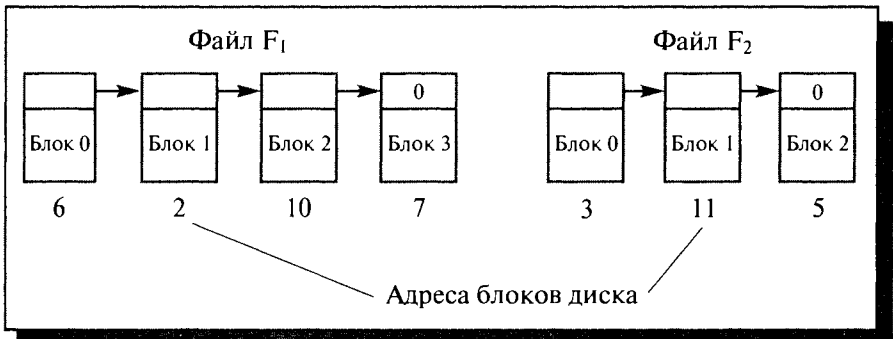 Файл F₁ Файл F₂
0 0
Блок 0 Блок 1 Блок 2 Блок 3 Блок 0 Блок 1 Блок 2
6 2 10 7 3 11 5
Адреса блоков диска